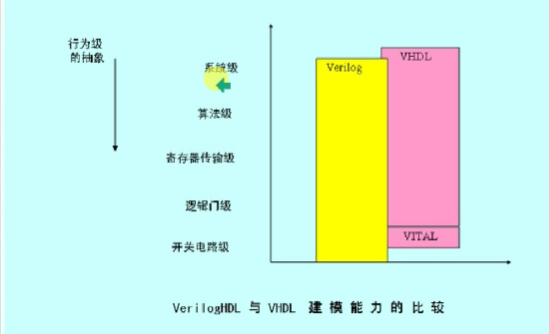 行为级
的抽象
系统级
算法级
寄存器传输级
逻辑门级
开关电路级
Verilog
VHDL
VITAL
VerilogHDL 与 VHDL 建模能力的比较